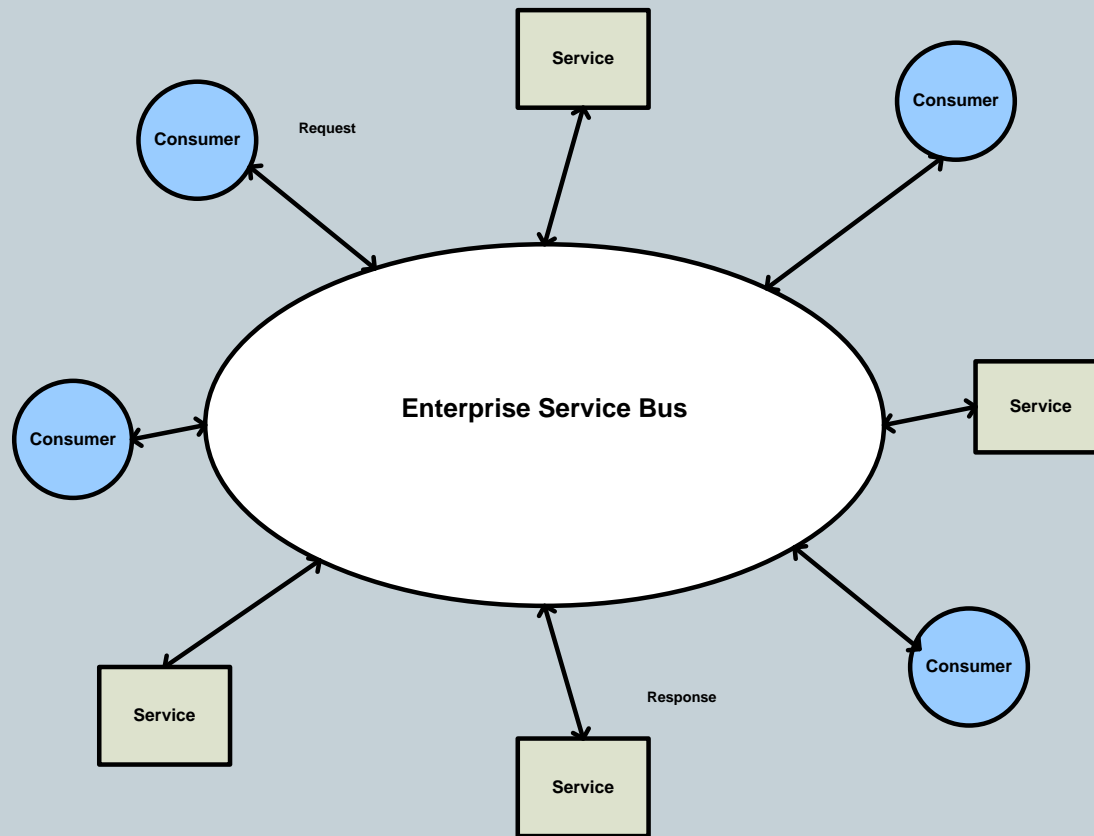 Service
Consumer
Consumer
Request
Enterprise Service Bus
Service
Consumer
Consumer
Response
Service
Service